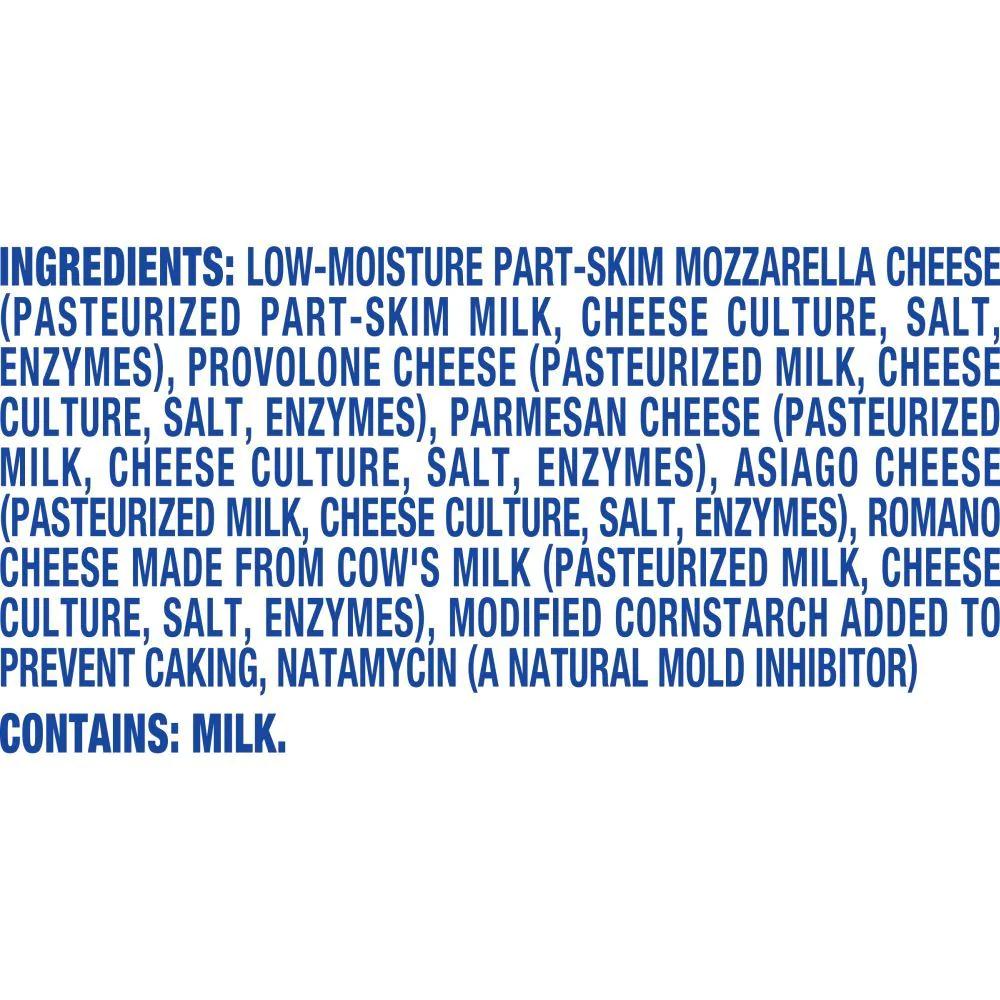 INGREDIENTS: LOW-MOISTURE PART-SKIM MOZZARELLA CHEESE
(PASTEURIZED PART-SKIM MILK, CHEESE CULTURE, SALT,
ENZYMES), PROVOLONE CHEESE (PASTEURIZED MILK, CHEESE
CULTURE, SALT, ENZYMES), PARMESAN CHEESE (PASTEURIZED
MILK, CHEESE CULTURE, SALT, ENZYMES), ASIAGO CHEESE
(PASTEURIZED MILK, CHEESE CULTURE, SALT, ENZYMES), ROMANO
CHEESE MADE FROM COW'S MILK (PASTEURIZED MILK, CHEESE
CULTURE, SALT, ENZYMES), MODIFIED CORNSTARCH ADDED TO
PREVENT CAKING, NATAMYCIN (A NATURAL MOLD INHIBITOR)
CONTAINS: MILK.